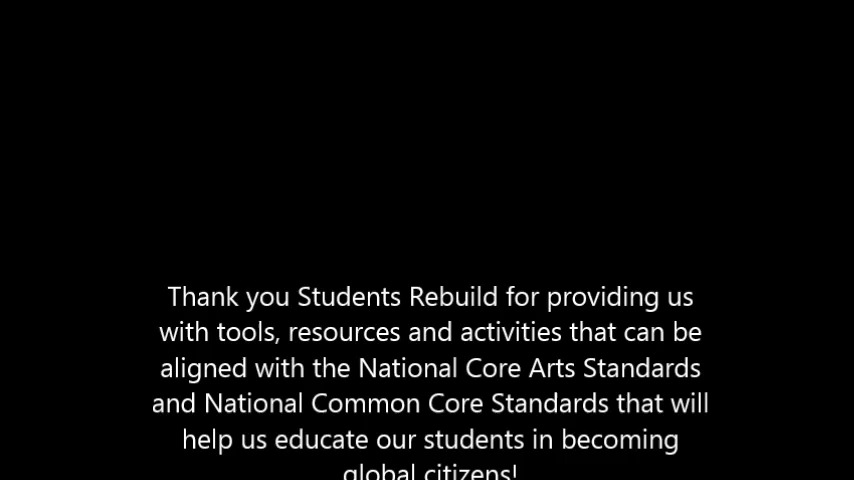 Thank you Students Rebuild for providing us
with tools, resources and activities that can be
aligned with the National Core Arts Standards
and National Common Core Standards that will
help us educate our students in becoming
global citizens!